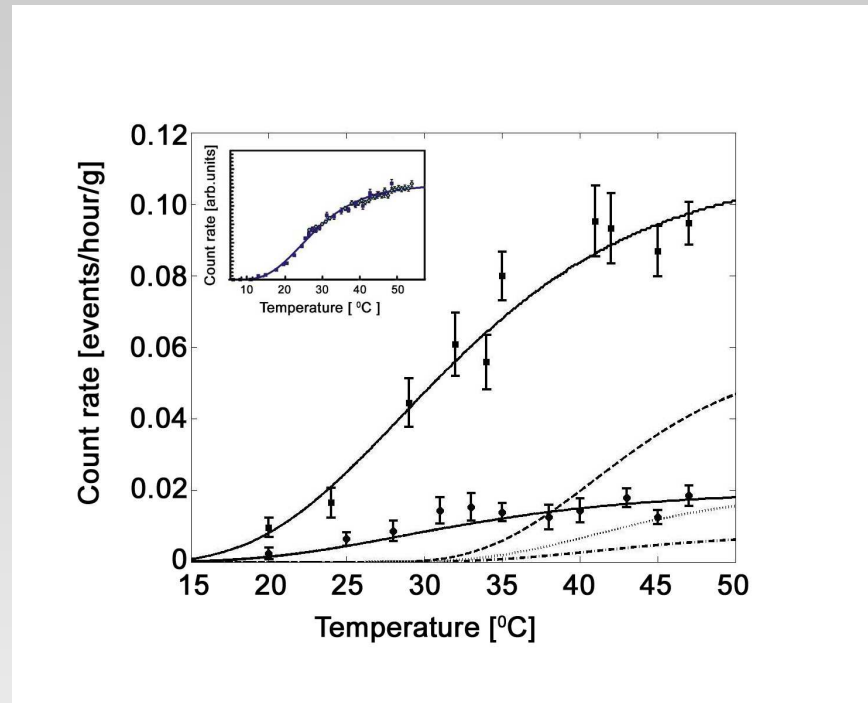 0.12
0.10
0.08
0.06
0.04
0.02
0
Count rate [events/hour/g]
15 20 25 30 35 40 45 50
Temperature [⁰C]
Count rate [arb.units]
10 20 30 40 50
Temperature [ ⁰C ]